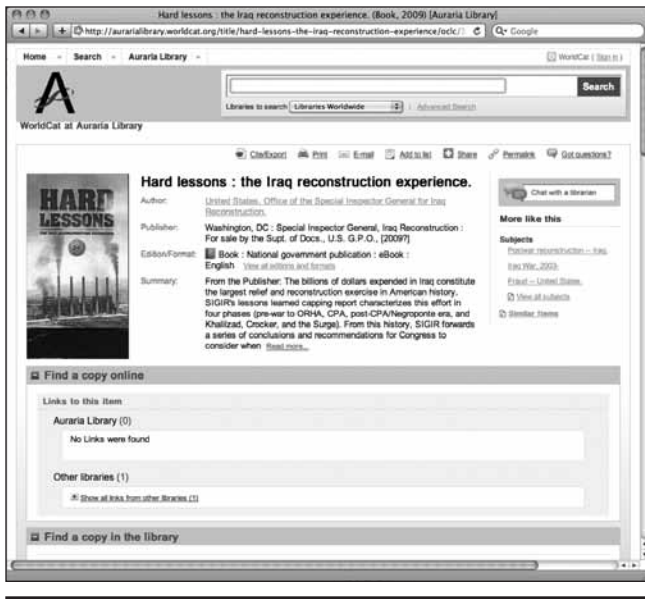 Hard lessons : the Iraq reconstruction experience. (Book, 2009) [Auraria Library]
http://aurarialibrary.worldcat.org/title/hard-lessons-the-iraq-reconstruction-experience/oclc/
Google
Home
Search
Auraria Library
WorldCat ( Sign in )
Search
Libraries to search: Libraries Worldwide
Advanced Search
WorldCat at Auraria Library
Cite/Export Print E-mail Add to list Share Permalink Got questions?
HARD
LESSONS
Hard lessons : the Iraq reconstruction experience.
Author: United States. Office of the Special Inspector General for Iraq
Reconstruction.
Publisher: Washington, DC : Special Inspector General, Iraq Reconstruction :
For sale by the Supt. of Docs., U.S. G.P.O., [2009?]
Edition/Format: Book : National government publication : eBook :
English View all editions and formats
Summary: From the Publisher: The billions of dollars expended in Iraq constitute
the largest relief and reconstruction exercise in American history.
SIGIR's lessons learned capping report characterizes this effort in
four phases (pre-war to ORHA, CPA, post-CPA/Negroponte era, and
Khalilzad, Crocker, and the Surge). From this history, SIGIR forwards
a series of conclusions and recommendations for Congress to
consider when Read more...
Chat with a librarian
More like this
Subjects
Postwar reconstruction -- Iraq.
Iraq War, 2003-
Fraud -- United States.
View all subjects
Similar Items
Find a copy online
Links to this item
Auraria Library (0)
No Links were found
Other libraries (1)
Show all links from other libraries (1)
Find a copy in the library